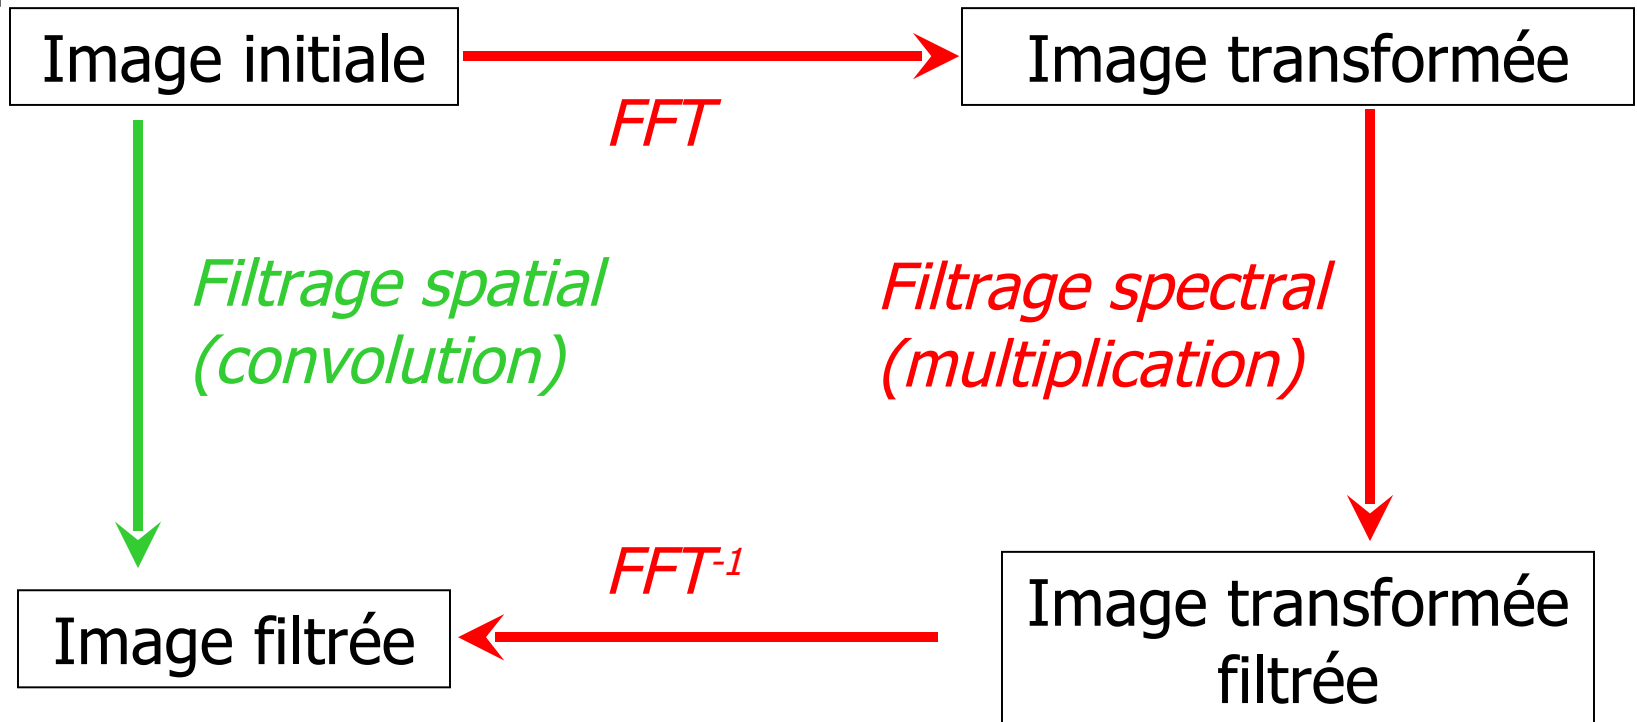 Image initiale
Image transformée
FFT
Filtrage spatial
(convolution)
Filtrage spectral
(multiplication)
FFT-1
Image filtrée
Image transformée
filtrée